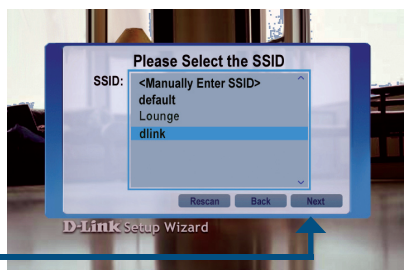 Please Select the SSID
SSID:
<Manually Enter SSID>
default
Lounge
dlink
Rescan Back Next
D-Link Setup Wizard